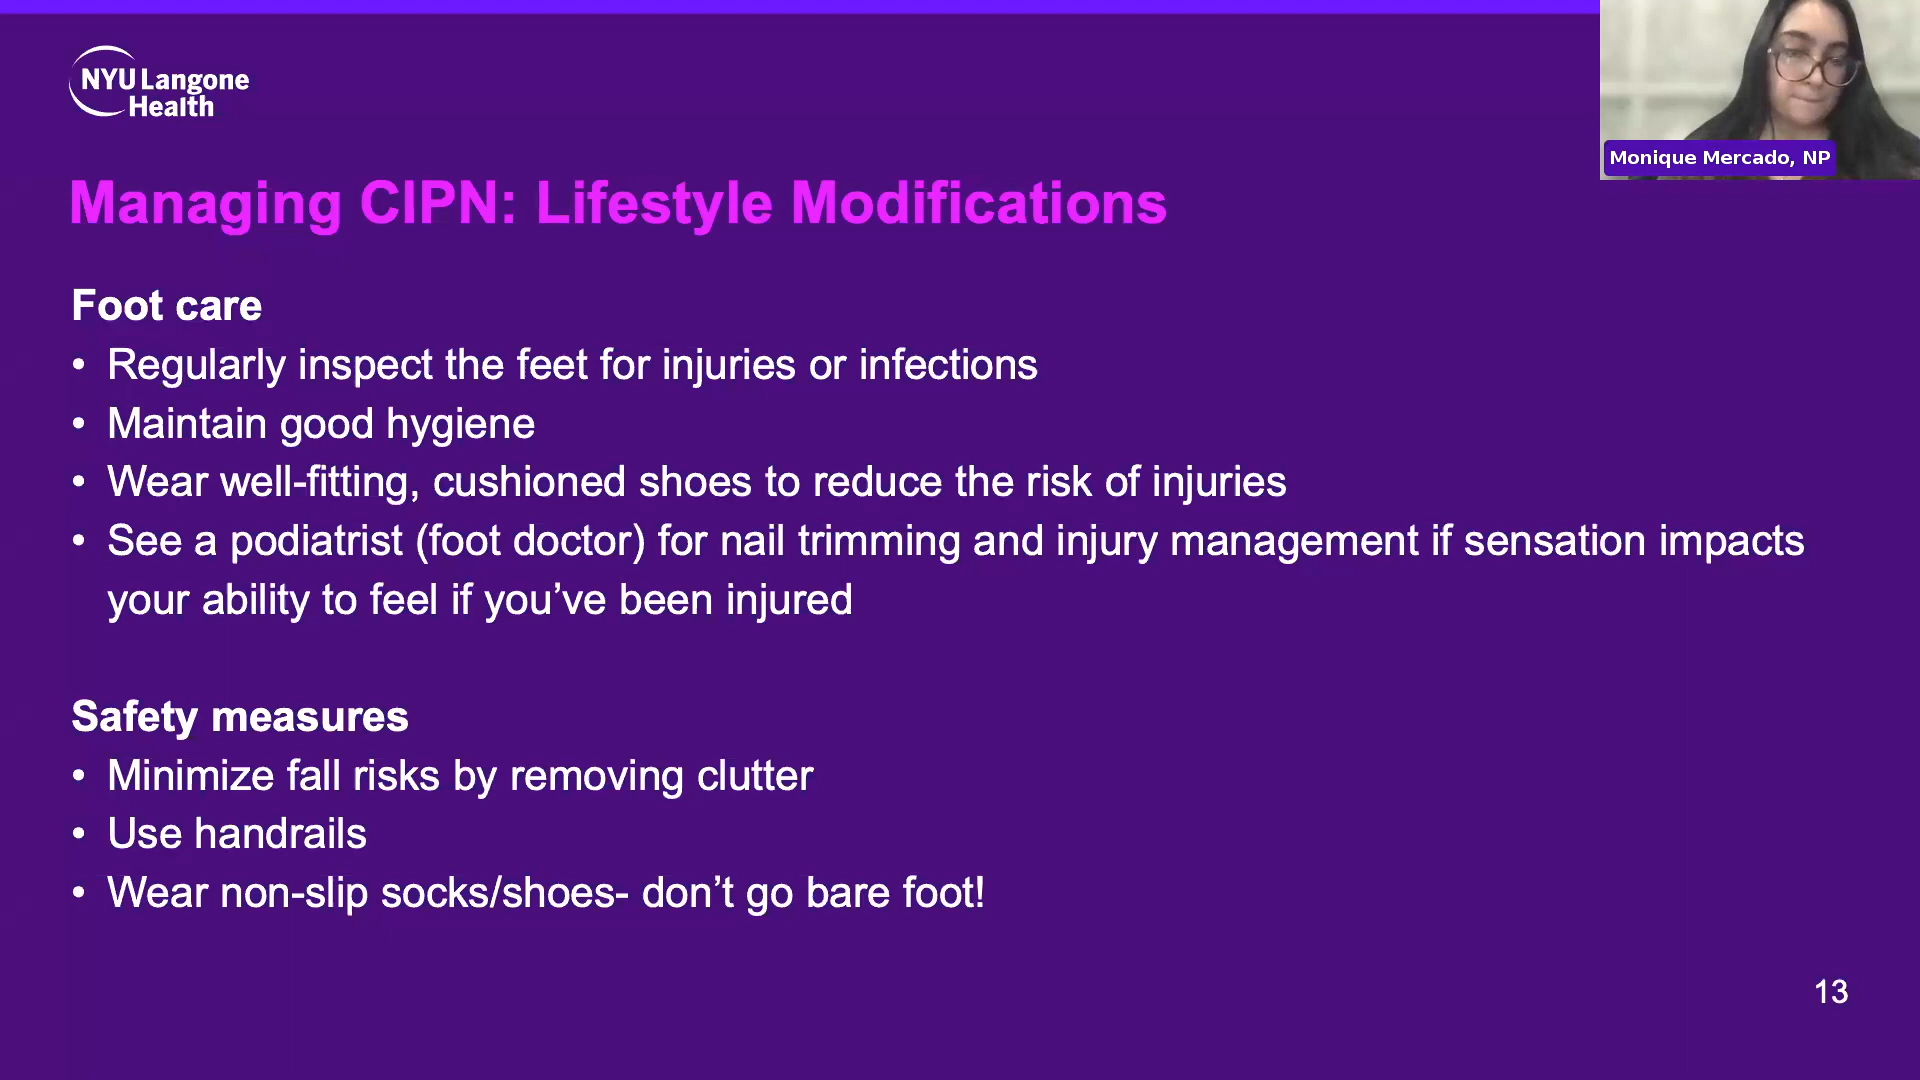 NYU Langone
Health
Monique Mercado, NP
Managing CIPN: Lifestyle Modifications
Foot care
• Regularly inspect the feet for injuries or infections
• Maintain good hygiene
• Wear well-fitting, cushioned shoes to reduce the risk of injuries
• See a podiatrist (foot doctor) for nail trimming and injury management if sensation impacts
your ability to feel if you’ve been injured
Safety measures
• Minimize fall risks by removing clutter
• Use handrails
• Wear non-slip socks/shoes- don’t go bare foot!
13